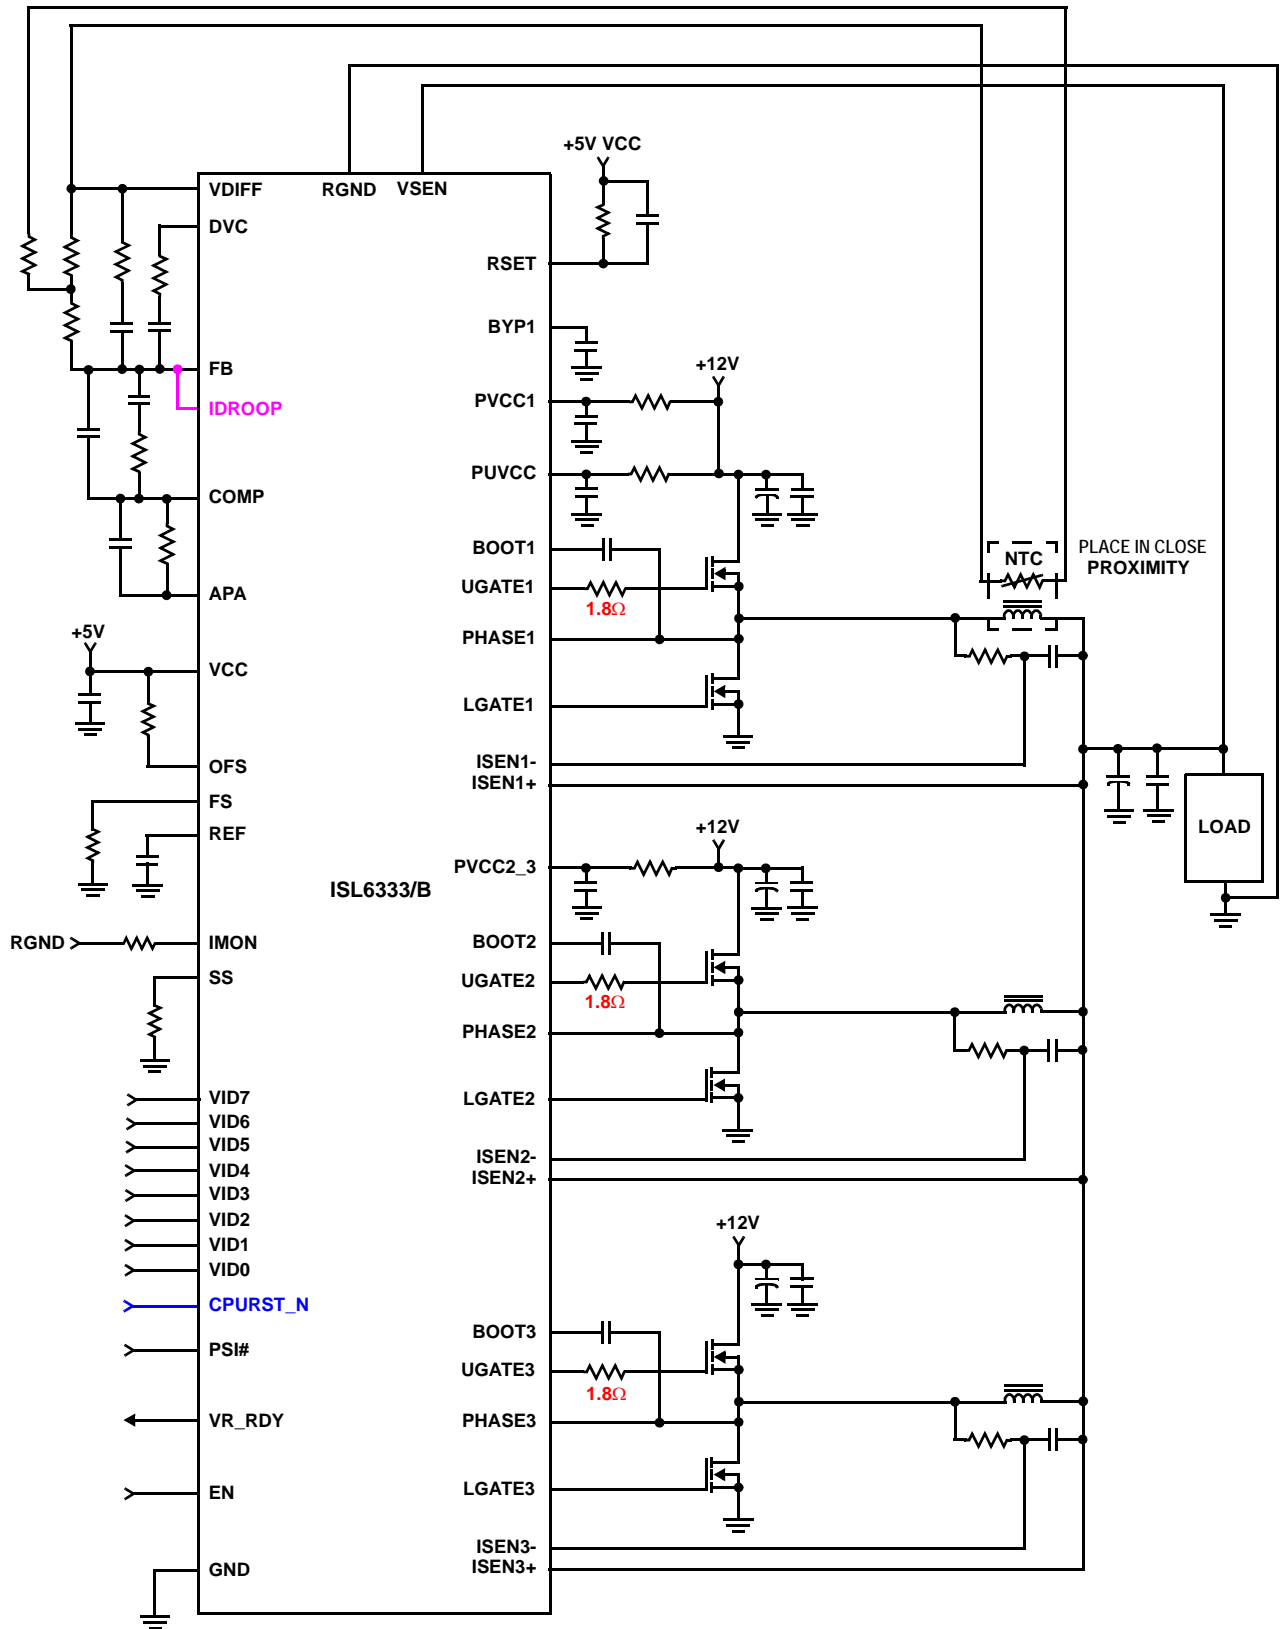 +5V VCC
VDIFF
RGND
VSEN
DVC
RSET
BYP1
+12V
FB
PVCC1
IDROOP
PUVCC
COMP
BOOT1
NTC
PLACE IN CLOSE
PROXIMITY
UGATE1
1.8Ω
APA
+5V
PHASE1
VCC
LGATE1
OFS
ISEN1-
ISEN1+
FS
REF
+12V
LOAD
PVCC2_3
ISL6333/B
RGND
IMON
BOOT2
SS
UGATE2
1.8Ω
PHASE2
VID7
LGATE2
VID6
VID5
VID4
ISEN2-
ISEN2+
VID3
VID2
+12V
VID1
VID0
CPURST_N
BOOT3
PSI#
UGATE3
1.8Ω
VR_RDY
PHASE3
EN
LGATE3
ISEN3-
ISEN3+
GND